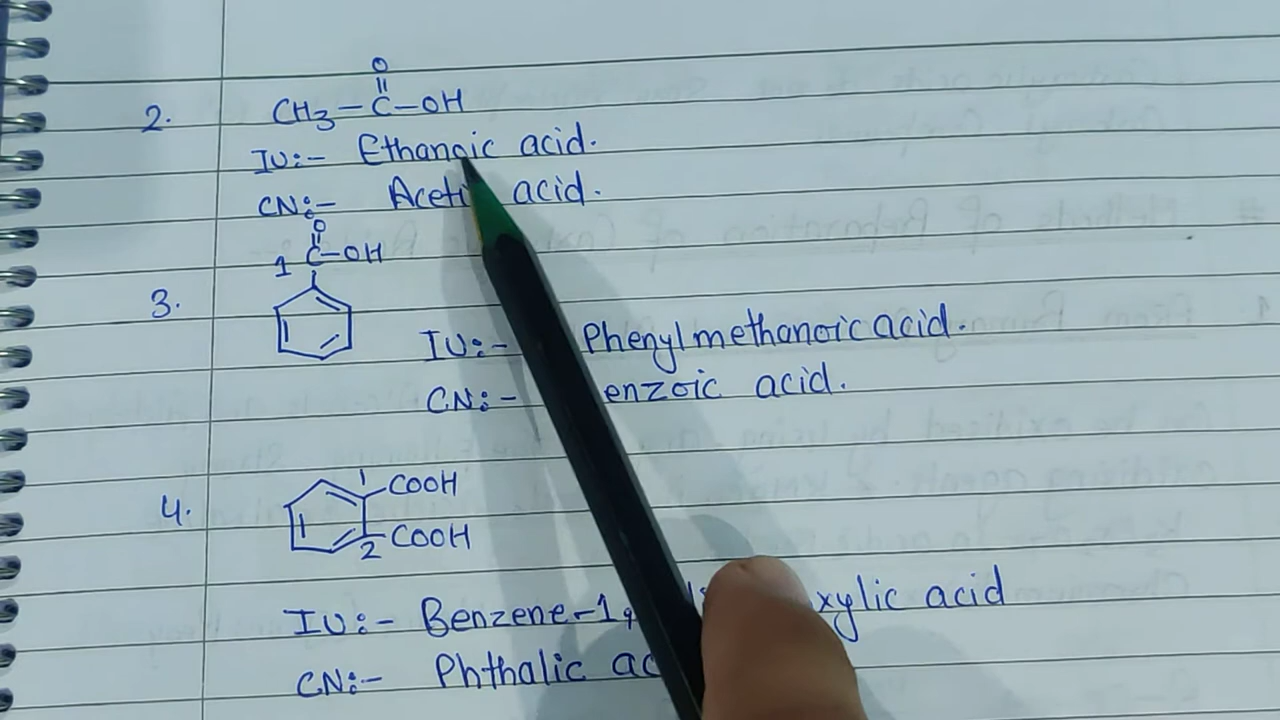 O
||
2. CH3-C-OH
IU:- Ethanoic acid.
CN:- Acetic acid.
O
||
1 C-OH
3.
IU:- Phenylmethanoic acid.
CN:- enzoic acid.
1 COOH
4.
2 COOH
IU:- Benzene-1, xylic acid
CN:- Phthalic ac